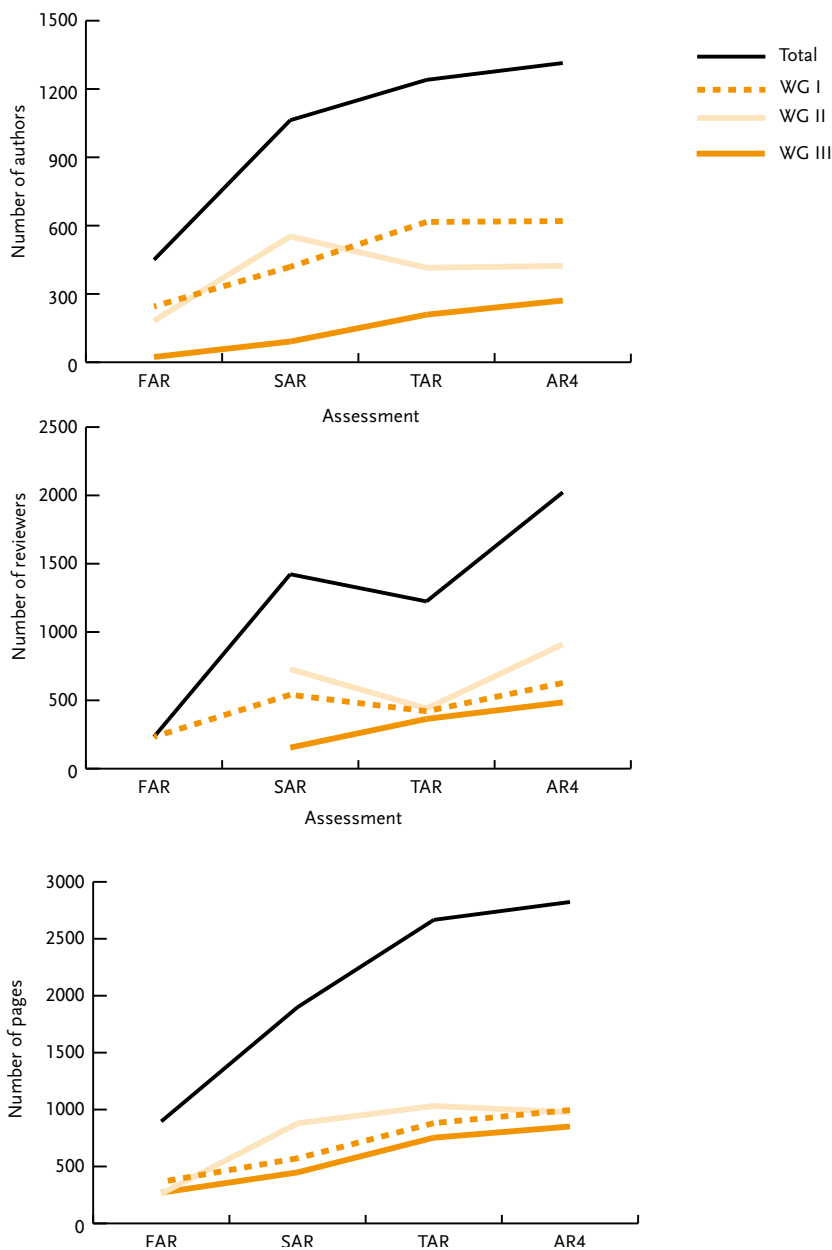 1500
1200
900
600
300
0
Number of authors
FAR SAR TAR AR4
Assessment
Total
WG I
WG II
WG III
2500
2000
1500
1000
500
0
Number of reviewers
FAR SAR TAR AR4
Assessment
3000
2500
2000
1500
1000
500
0
Number of pages
FAR SAR TAR AR4